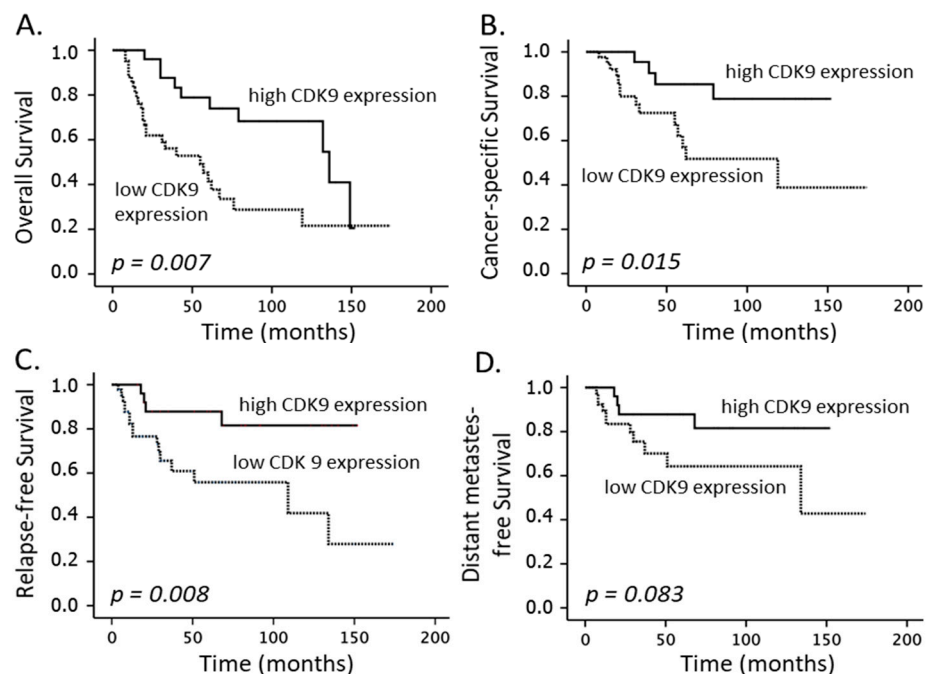 A.
Overall Survival
1.0
0.8
0.6
0.4
0.2
0.0
high CDK9 expression
low CDK9
expression
p = 0.007
0 50 100 150 200
Time (months)
B.
Cancer-specific Survival
1.0
0.8
0.6
0.4
0.2
0.0
high CDK9 expression
low CDK9 expression
p = 0.015
0 50 100 150 200
Time (months)
C.
Relapse-free Survival
1.0
0.8
0.6
0.4
0.2
0.0
high CDK9 expression
low CDK 9 expression
p = 0.008
0 50 100 150 200
Time (months)
D.
Distant metastes-
free Survival
1.0
0.8
0.6
0.4
0.2
0.0
high CDK9 expression
low CDK9 expression
p = 0.083
0 50 100 150 200
Time (months)